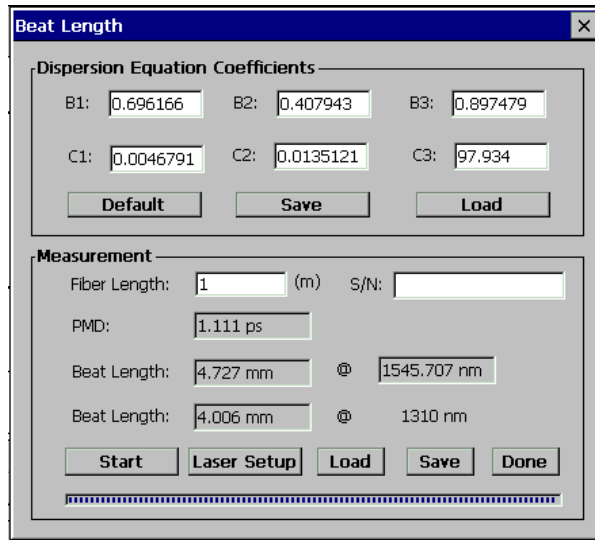 Beat Length
Dispersion Equation Coefficients
B1: 0.696166 B2: 0.407943 B3: 0.897479
C1: 0.0046791 C2: 0.0135121 C3: 97.934
Default Save Load
Measurement
Fiber Length: 1 (m) S/N:
PMD: 1.111 ps
Beat Length: 4.727 mm @ 1545.707 nm
Beat Length: 4.006 mm @ 1310 nm
Start Laser Setup Load Save Done